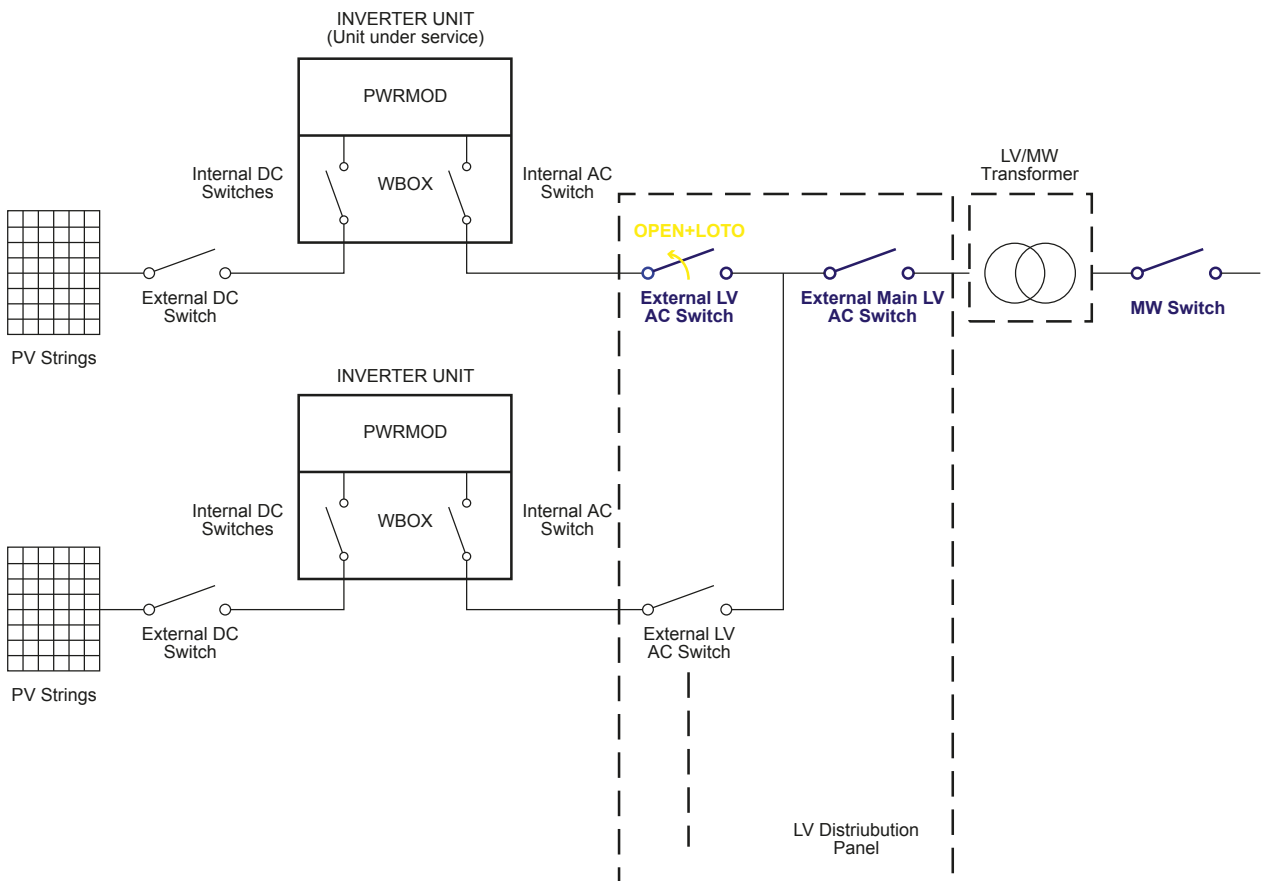 INVERTER UNIT
(Unit under service)
PWRMOD
Internal DC
Switches
WBOX
Internal AC
Switch
LV/MW
Transformer
OPEN+LOTO
External DC
Switch
External LV
AC Switch
External Main LV
AC Switch
MW Switch
PV Strings
INVERTER UNIT
PWRMOD
Internal DC
Switches
WBOX
Internal AC
Switch
External DC
Switch
External LV
AC Switch
PV Strings
LV Distriubution
Panel